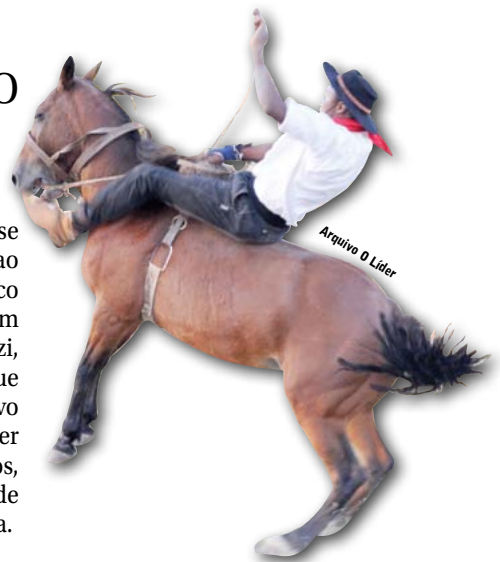 O
se
ao
co
m
zi,
ue
vo
er
os,
de
a.
Arquivo O Líder